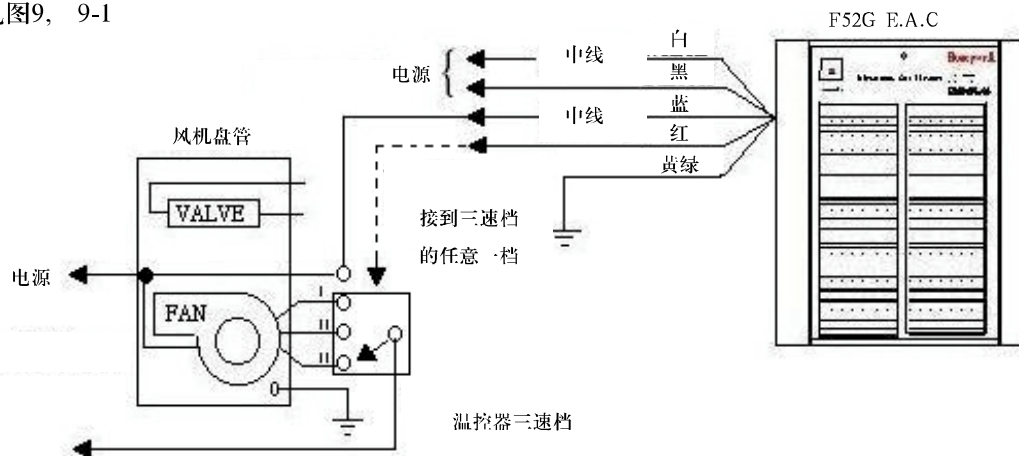 图9, 9-1
F52G E.A.C
Honeywell
白
中线
黑
电源
蓝
中线
红
黄绿
风机盘管
VALVE
接到三速档
的任意一档
电源
FAN
I
II
II
温控器三速档